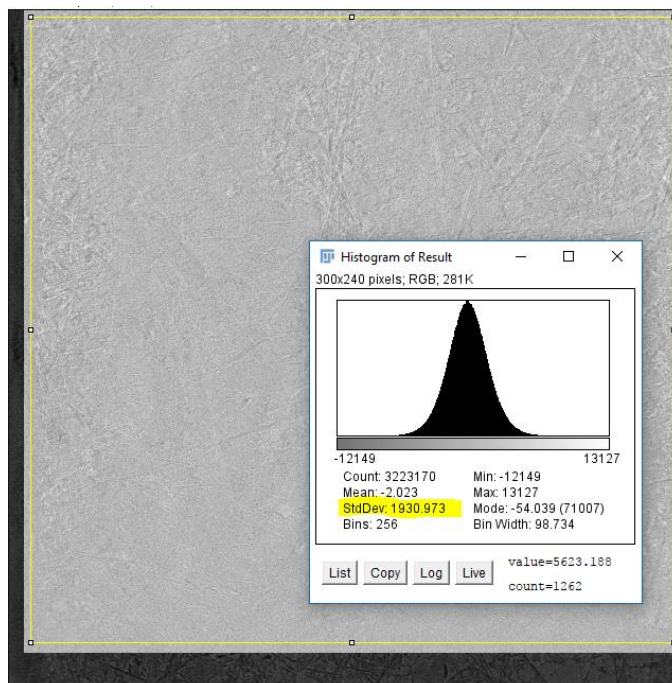 Histogram of Result
300x240 pixels; RGB; 281K
-12149 13127
Count: 3223170 Min: -12149
Mean: -2.023 Max: 13127
StdDev: 1930.973 Mode: -54.039 (71007)
Bins: 256 Bin Width: 98.734
List Copy Log Live value=5623.188
count=1262